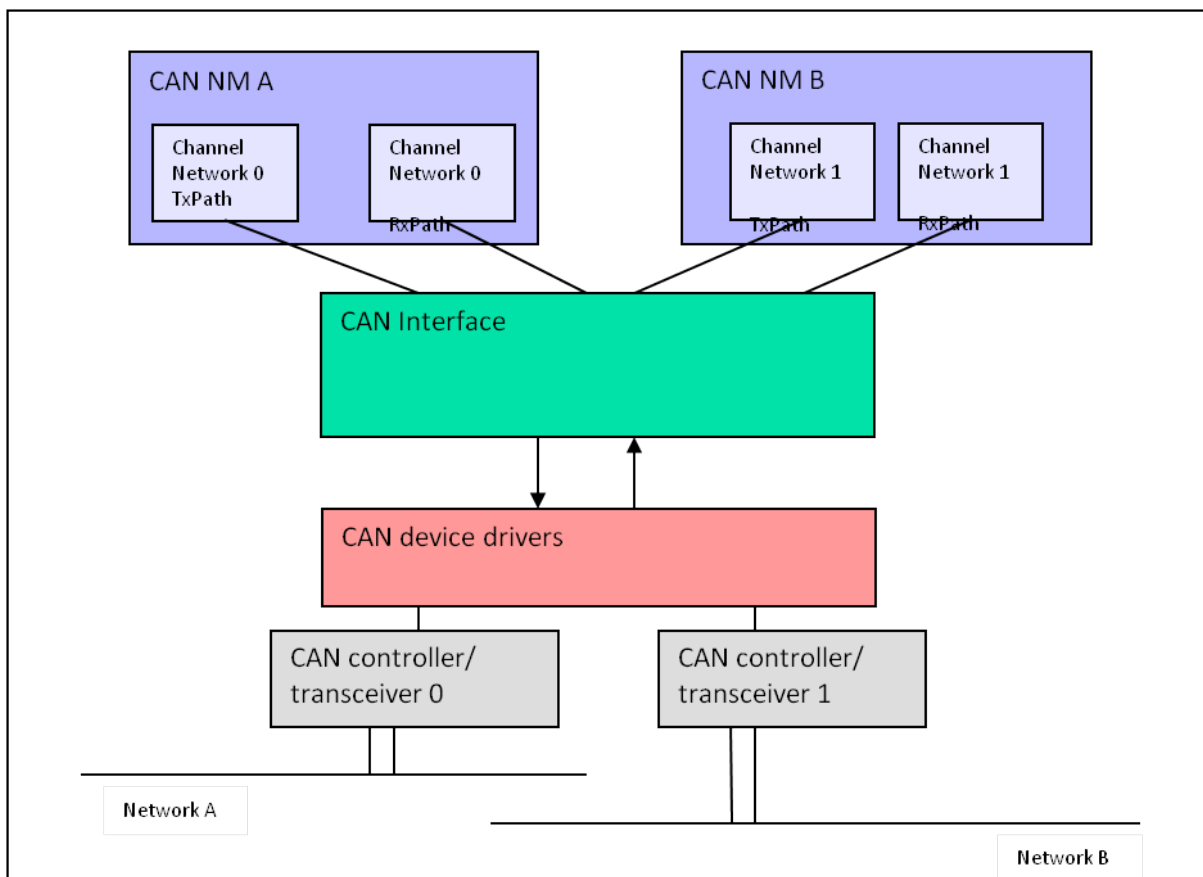 CAN NM A
Channel
Network 0
TxPath
Channel
Network 0
RxPath
CAN NM B
Channel
Network 1
TxPath
Channel
Network 1
RxPath
CAN Interface
CAN device drivers
CAN controller/
transceiver 0
CAN controller/
transceiver 1
Network A
Network B